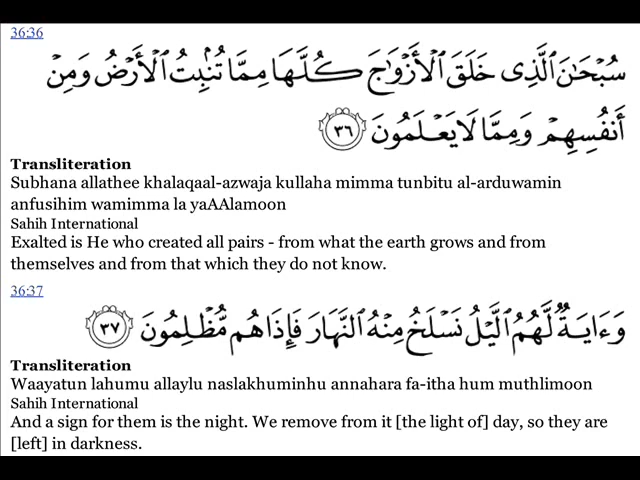 36:36
سُبْحَـٰنَ ٱلَّذِى خَلَقَ ٱلْأَزْوَٰجَ كُلَّهَا مِمَّا تُنۢبِتُ ٱلْأَرْضُ وَمِنْ
أَنفُسِهِمْ وَمِمَّا لَا يَعْلَمُونَ ٣٦
Transliteration
Subhana allathee khalaqaal-azwaja kullaha mimma tunbitu al-arduwamin
anfusihim wamimma la yaAAlamoon
Sahih International
Exalted is He who created all pairs - from what the earth grows and from
themselves and from that which they do not know.
36:37
وَءَايَةٌ لَّهُمُ ٱلَّيْلُ نَسْلَخُ مِنْهُ ٱلنَّهَارَ فَإِذَا هُم مُّظْلِمُونَ ٣٧
Transliteration
Waayatun lahumu allaylu naslakhuminhu annahara fa-itha hum muthlimoon
Sahih International
And a sign for them is the night. We remove from it [the light of] day, so they are
[left] in darkness.